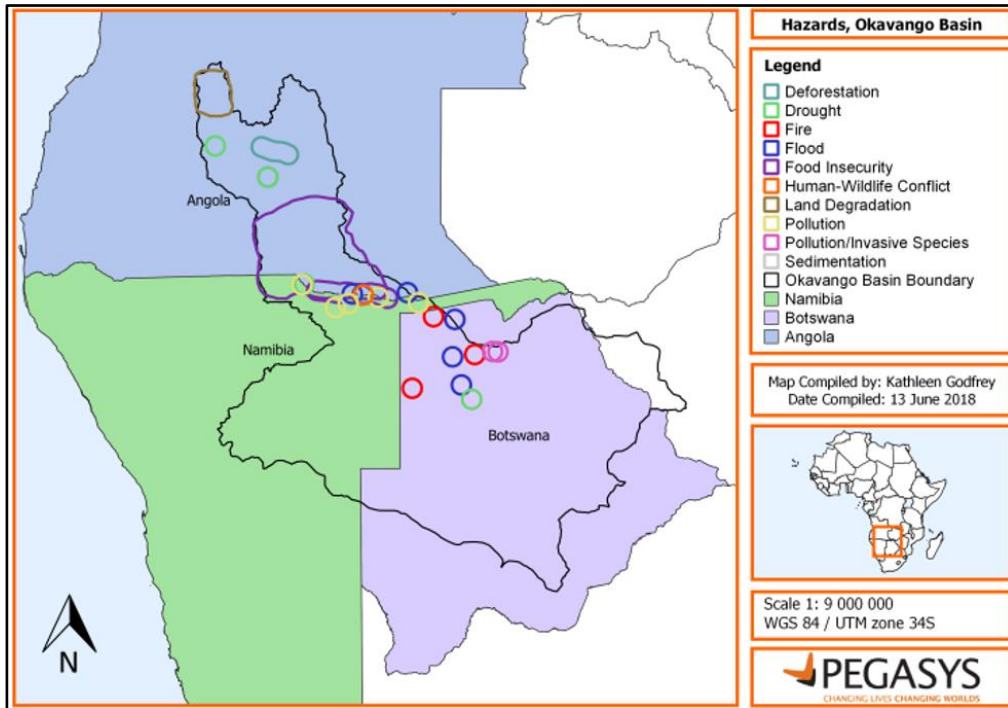 Hazards, Okavango Basin
Legend
Deforestation
Drought
Fire
Flood
Food Insecurity
Human-Wildlife Conflict
Land Degradation
Pollution
Pollution/Invasive Species
Sedimentation
Okavango Basin Boundary
Namibia
Botswana
Angola
Map Compiled by: Kathleen Godfrey
Date Compiled: 13 June 2018
Scale 1: 9 000 000
WGS 84 / UTM zone 34S
PEGASYS
CHANGING LIVES CHANGING WORLDS
Angola
Namibia
Botswana
N